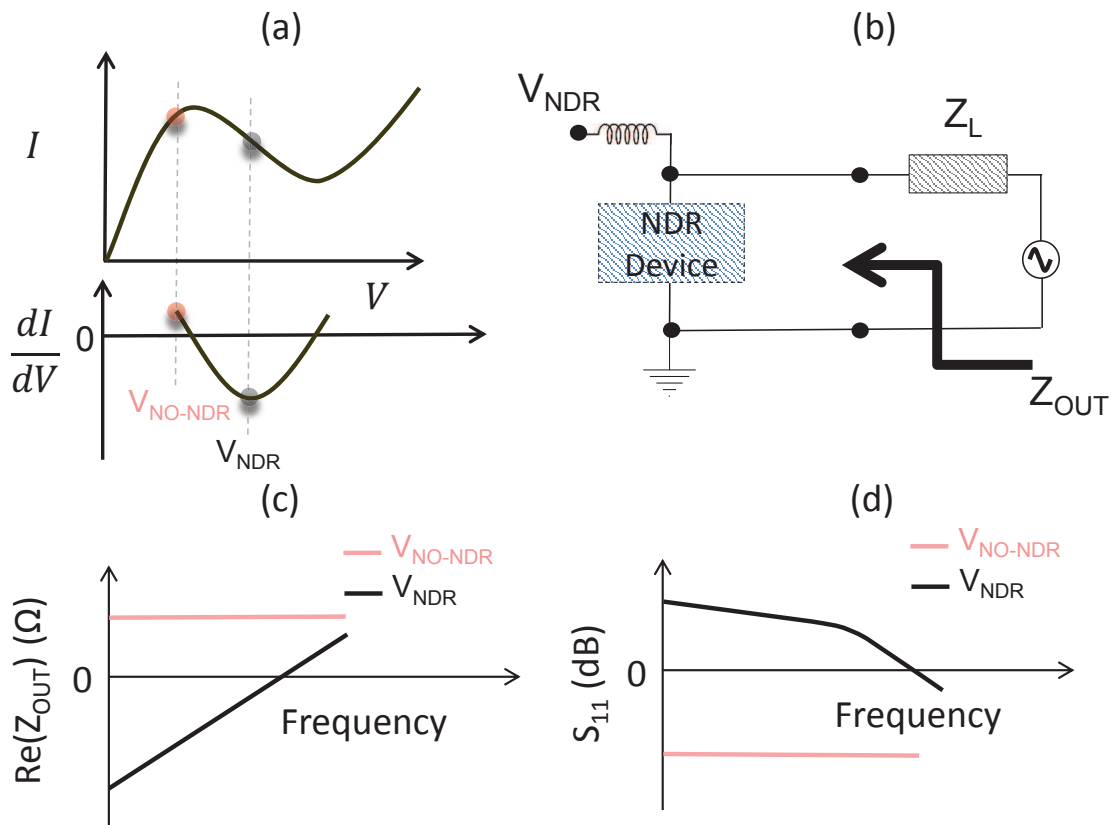 (a)
I
V
dI
dV
0
V_NO-NDR
V_NDR
(b)
V_NDR
Z_L
NDR
Device
Z_OUT
(c)
V_NO-NDR
V_NDR
Re(Z_OUT) (Ω)
0
Frequency
(d)
V_NO-NDR
V_NDR
S_11 (dB)
0
Frequency